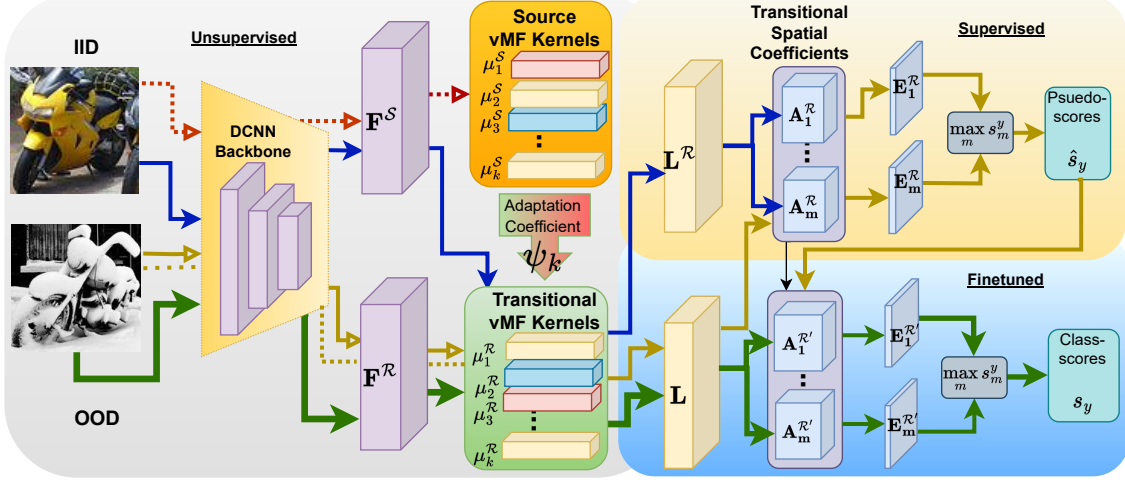 IID
Unsupervised
DCNN
Backbone
OOD
F^S
F^R
Source
vMF Kernels
μ_1^S
μ_2^S
μ_3^S
μ_k^S
Adaptation
Coefficient
ψ_k
Transitional
vMF Kernels
μ_1^R
μ_2^R
μ_3^R
μ_k^R
Transitional
Spatial
Coefficients
Supervised
L^R
A_1^R
A_m^R
E_1^R
E_m^R
max s_m^y
m
Psuedo-
scores
ŝ_y
Finetuned
L
A_1^R'
A_m^R'
E_1^R'
E_m^R'
max s_m^y
m
Class-
scores
s_y